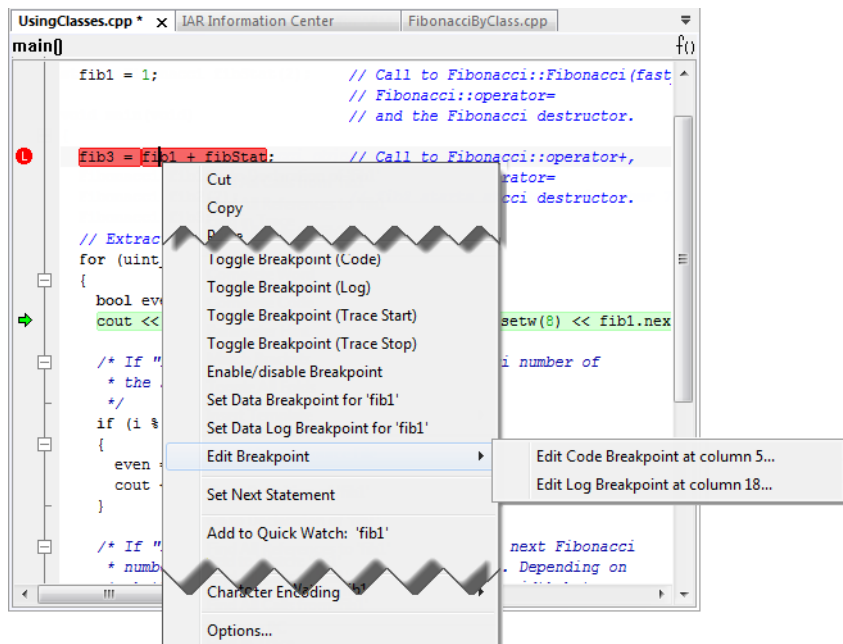 UsingClasses.cpp * x IAR Information Center FibonacciByClass.cpp
main() f()
fib1 = 1; // Call to Fibonacci::Fibonacci(fast
// Fibonacci::operator=
// and the Fibonacci destructor.
L fib3 = fib1 + fibStat; // Call to Fibonacci::operator+,
rator=
cci destructor.
// Extrac
for (uint_
{
bool eve
cout << setw(8) << fib1.nex
/* If " i number of
* the
*/
if (i %
{
even =
cout
}
/* If " next Fibonacci
* numb . Depending on
Cut
Copy
Toggle Breakpoint (Code)
Toggle Breakpoint (Log)
Toggle Breakpoint (Trace Start)
Toggle Breakpoint (Trace Stop)
Enable/disable Breakpoint
Set Data Breakpoint for 'fib1'
Set Data Log Breakpoint for 'fib1'
Edit Breakpoint
Edit Code Breakpoint at column 5...
Edit Log Breakpoint at column 18...
Set Next Statement
Add to Quick Watch: 'fib1'
Character Encoding
Options...